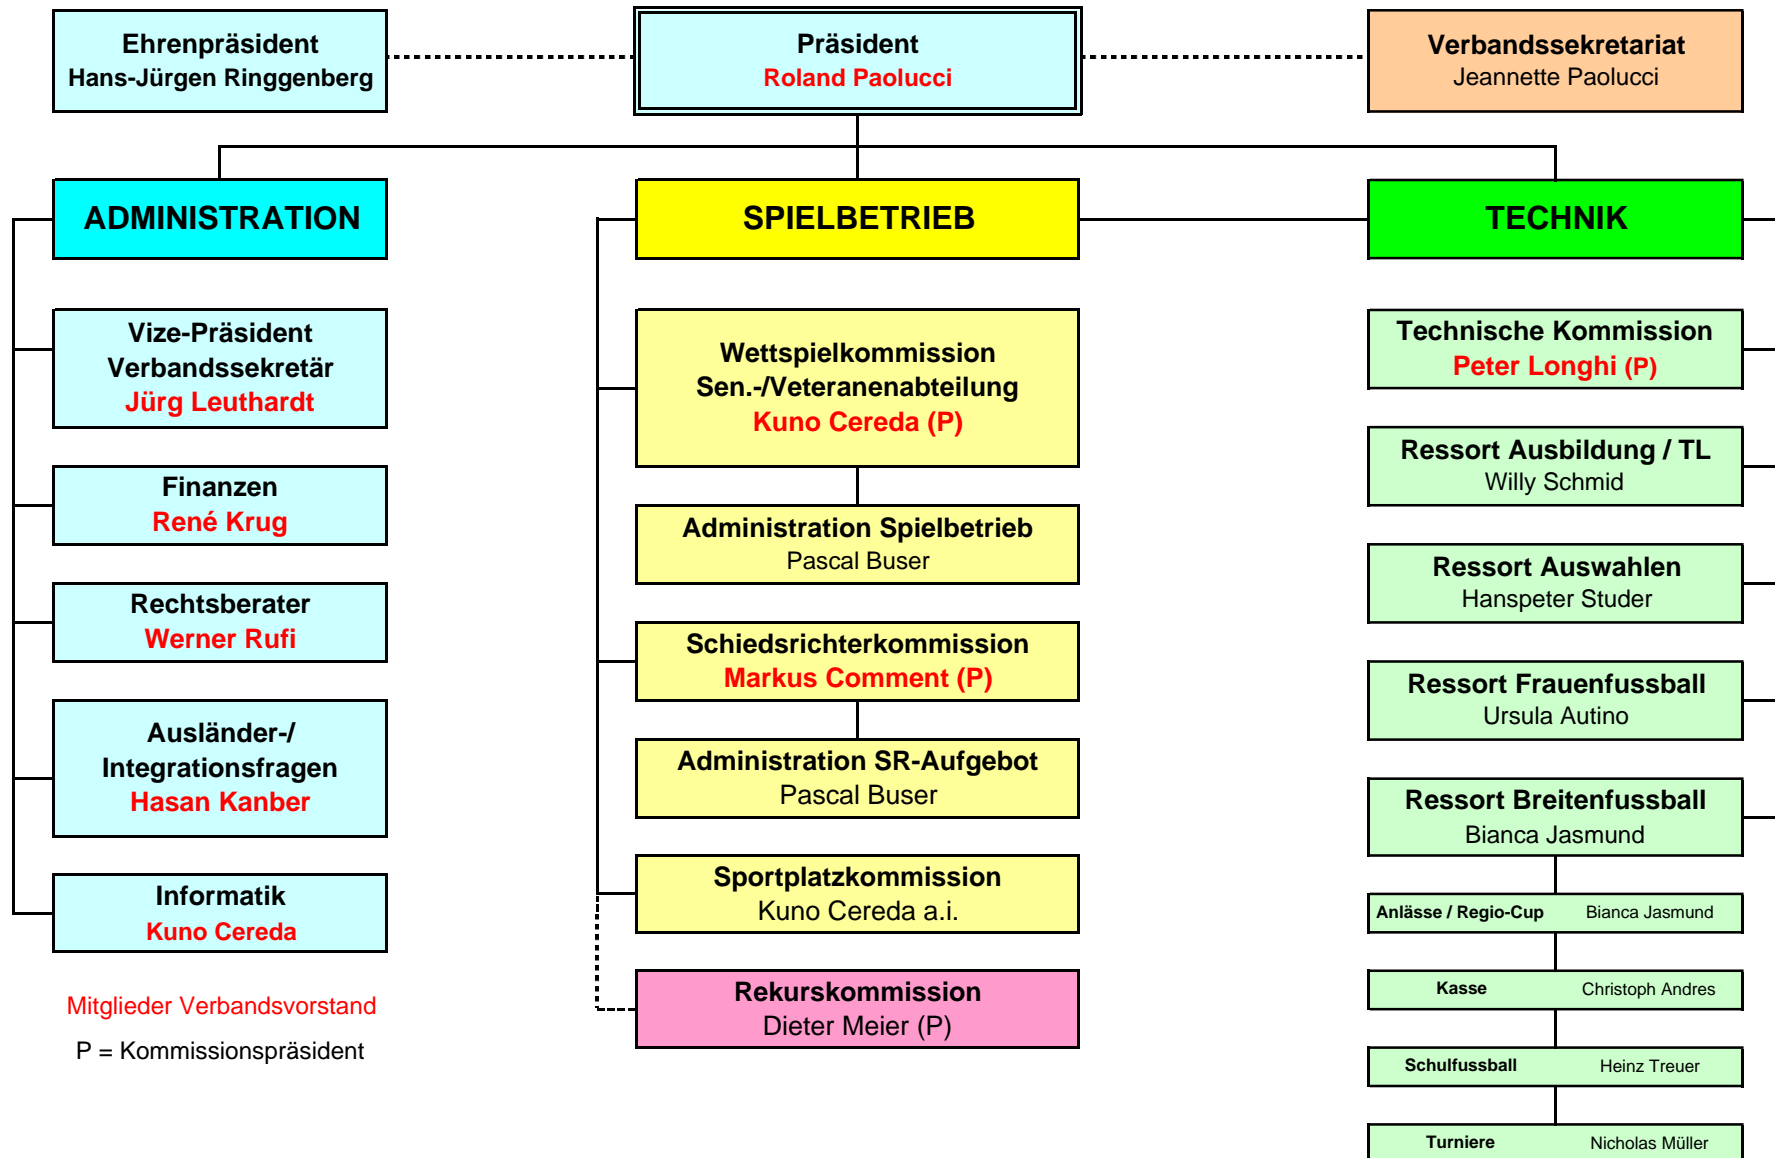 Ehrenpräsident
Hans-Jürgen Ringgenberg
Präsident
Roland Paolucci
Verbandssekretariat
Jeannette Paolucci
ADMINISTRATION
SPIELBETRIEB
TECHNIK
Vize-Präsident
Verbandssekretär
Jürg Leuthardt
Finanzen
René Krug
Rechtsberater
Werner Rufi
Ausländer-/
Integrationsfragen
Hasan Kanber
Informatik
Kuno Cereda
Mitglieder Verbandsvorstand
P = Kommissionspräsident
Wettspielkommission
Sen.-/Veteranenabteilung
Kuno Cereda (P)
Administration Spielbetrieb
Pascal Buser
Schiedsrichterkommission
Markus Comment (P)
Administration SR-Aufgebot
Pascal Buser
Sportplatzkommission
Kuno Cereda a.i.
Rekurskommission
Dieter Meier (P)
Technische Kommission
Peter Longhi (P)
Ressort Ausbildung / TL
Willy Schmid
Ressort Auswahlen
Hanspeter Studer
Ressort Frauenfussball
Ursula Autino
Ressort Breitenfussball
Bianca Jasmund
Anlässe / Regio-Cup Bianca Jasmund
Kasse Christoph Andres
Schulfussball Heinz Treuer
Turniere Nicholas Müller